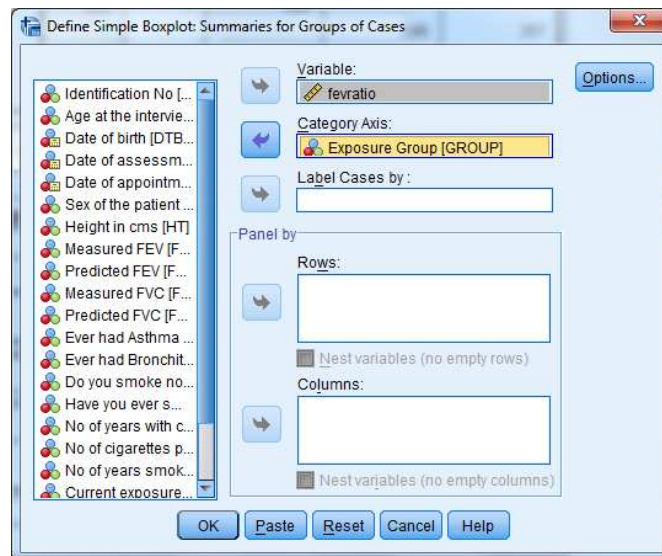 Define Simple Boxplot: Summaries for Groups of Cases
Identification No [...
Age at the intervie...
Date of birth [DTB...
Date of assessm...
Date of appointm...
Sex of the patient ...
Height in cms [HT]
Measured FEV [F...
Predicted FEV [F...
Measured FVC [F...
Predicted FVC [F...
Ever had Asthma ...
Ever had Bronchit...
Do you smoke no...
Have you ever s...
No of years with c...
No of cigarettes p...
No of years smok...
Current exposure...
Variable:
fevratio
Category Axis:
Exposure Group [GROUP]
Label Cases by :
Panel by
Rows:
Nest variables (no empty rows)
Columns:
Nest variables (no empty columns)
Options...
OK Paste Reset Cancel Help